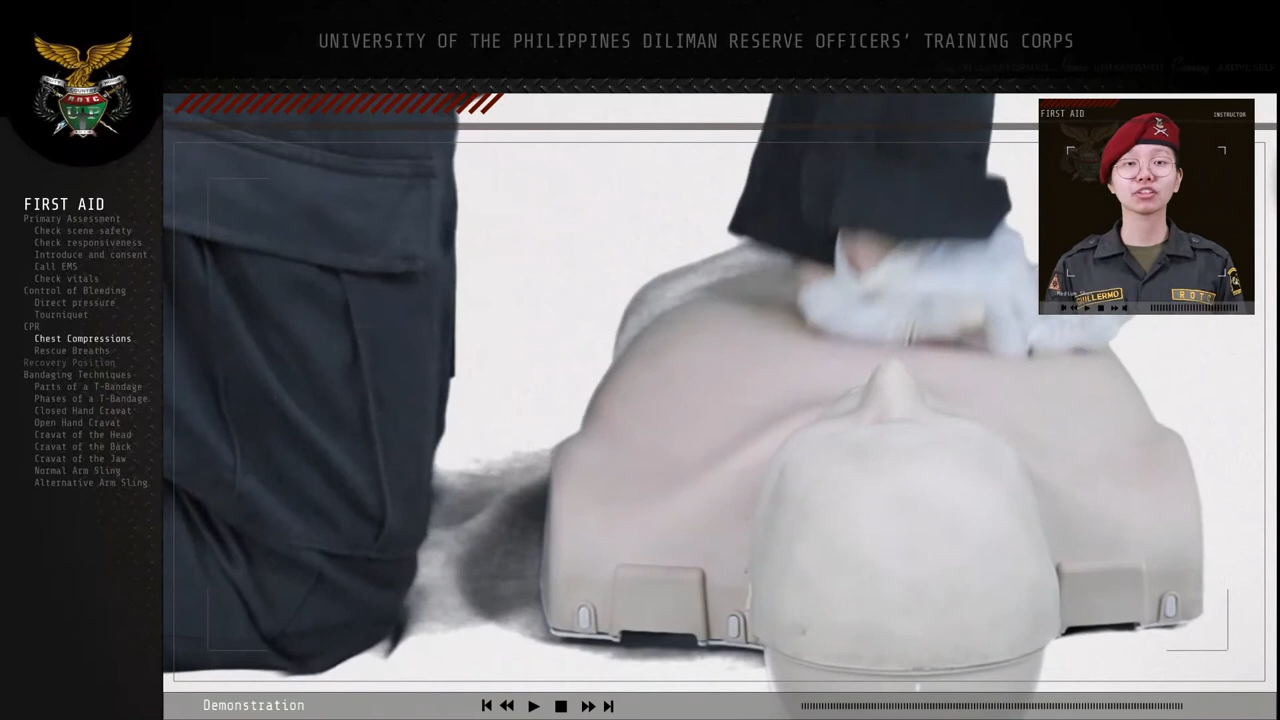 UNIVERSITY OF THE PHILIPPINES DILIMAN RESERVE OFFICERS' TRAINING CORPS
COUNTRY
ROTC
FIRST AID
INSTRUCTOR
GUILLERMO
ROTC
FIRST AID
Primary Assessment
Check scene safety
Check responsiveness
Introduce and consent
Call EMS
Check vitals
Control of Bleeding
Direct pressure
Tourniquet
CPR
Chest Compressions
Rescue Breaths
Recovery Position
Bandaging Techniques
Parts of a T-Bandage
Phases of a T-Bandage
Closed Hand Cravat
Open Hand Cravat
Cravat of the Head
Cravat of the Back
Cravat of the Jaw
Normal Arm Sling
Alternative Arm Sling
Demonstration